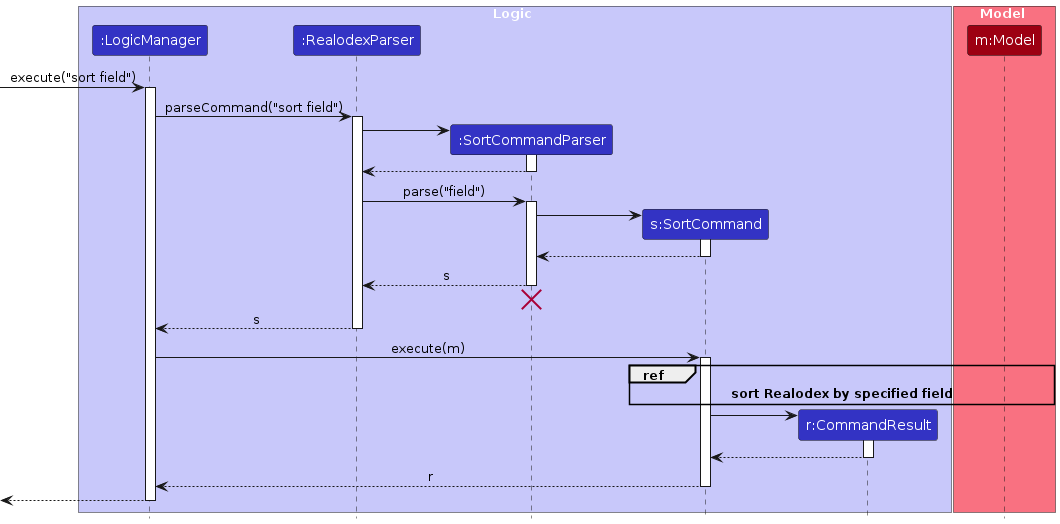 Logic
Model
:LogicManager
:RealodexParser
m:Model
execute("sort field")
parseCommand("sort field")
:SortCommandParser
parse("field")
s:SortCommand
s
s
execute(m)
ref
sort Realodex by specified field
r:CommandResult
r